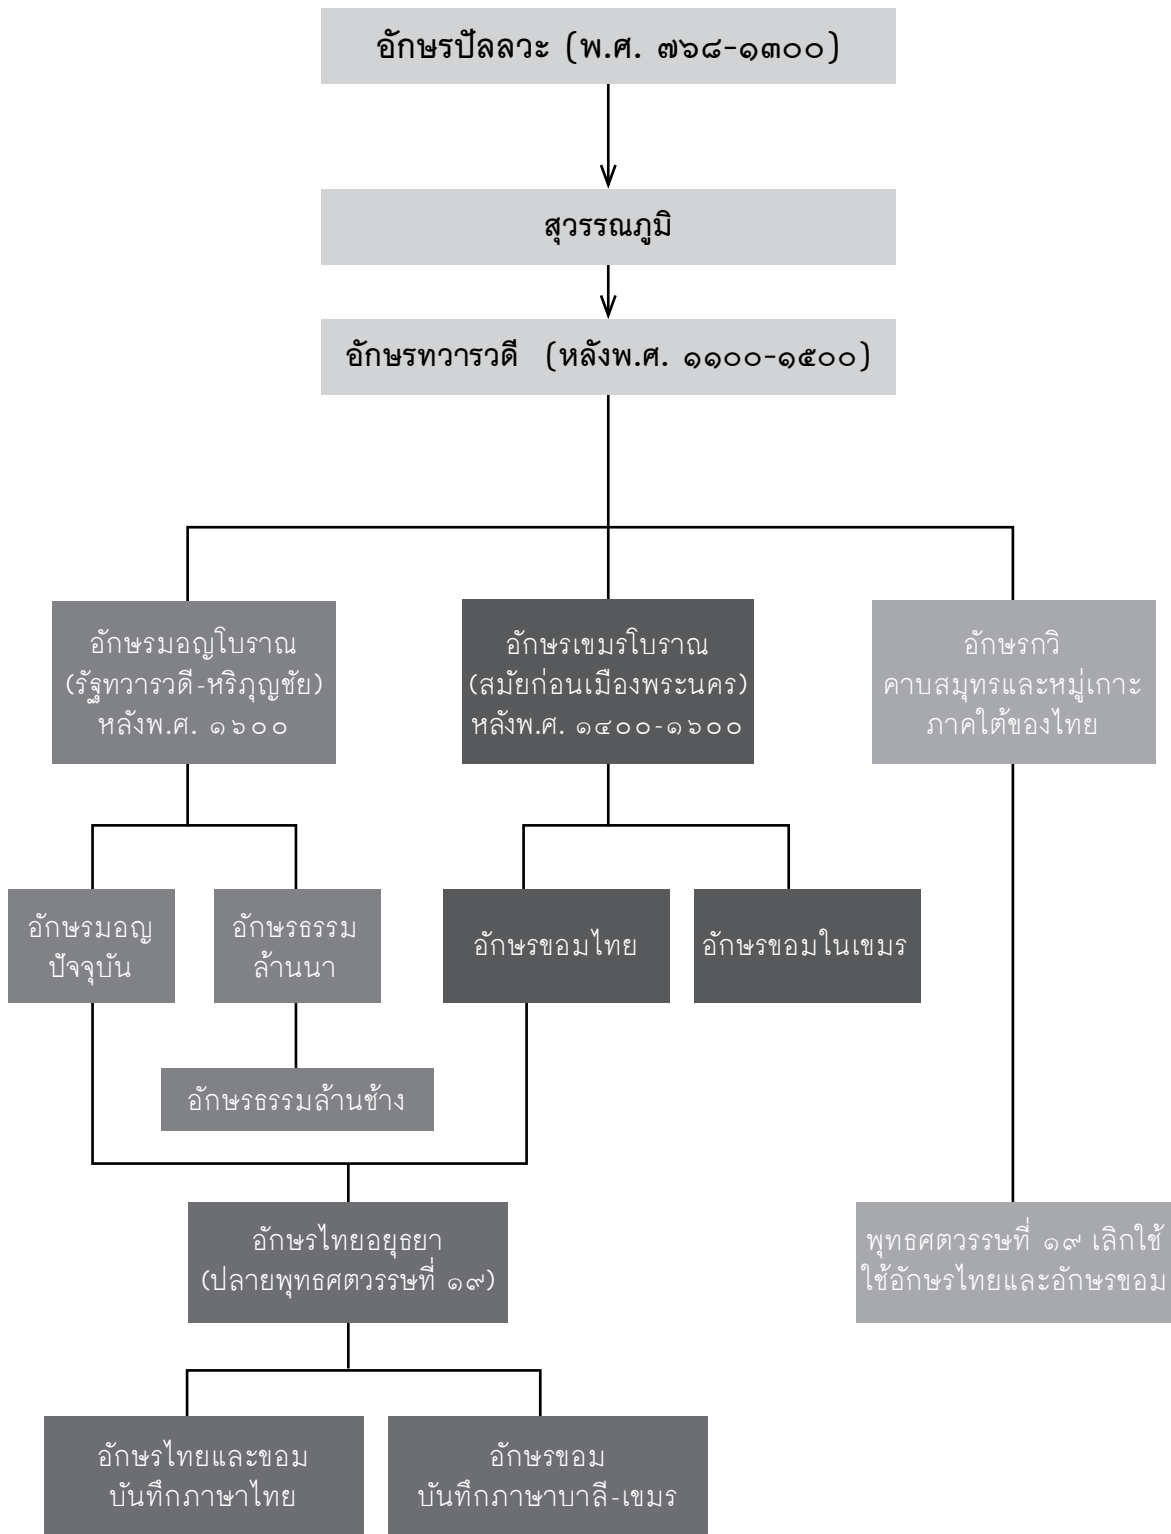 อักษรปัลลวะ (พ.ศ. ๗๖๘-๑๓๐๐)
สุวรรณภูมิ
อักษรทวารวดี (หลังพ.ศ. ๑๑๐๐-๑๕๐๐)
อักษรมอญโบราณ
(รัฐทวารวดี-หริภุญชัย)
หลังพ.ศ. ๑๖๐๐
อักษรเขมรโบราณ
(สมัยก่อนเมืองพระนคร)
หลังพ.ศ. ๑๔๐๐-๑๖๐๐
อักษรกวิ
คาบสมุทรและหมู่เกาะ
ภาคใต้ของไทย
อักษรมอญ
ปัจจุบัน
อักษรธรรม
ล้านนา
อักษรขอมไทย
อักษรขอมในเขมร
อักษรธรรมล้านช้าง
อักษรไทยอยุธยา
(ปลายพุทธศตวรรษที่ ๑๙)
พุทธศตวรรษที่ ๑๙ เลิกใช้
ใช้อักษรไทยและอักษรขอม
อักษรไทยและขอม
บันทึกภาษาไทย
อักษรขอม
บันทึกภาษาบาลี-เขมร